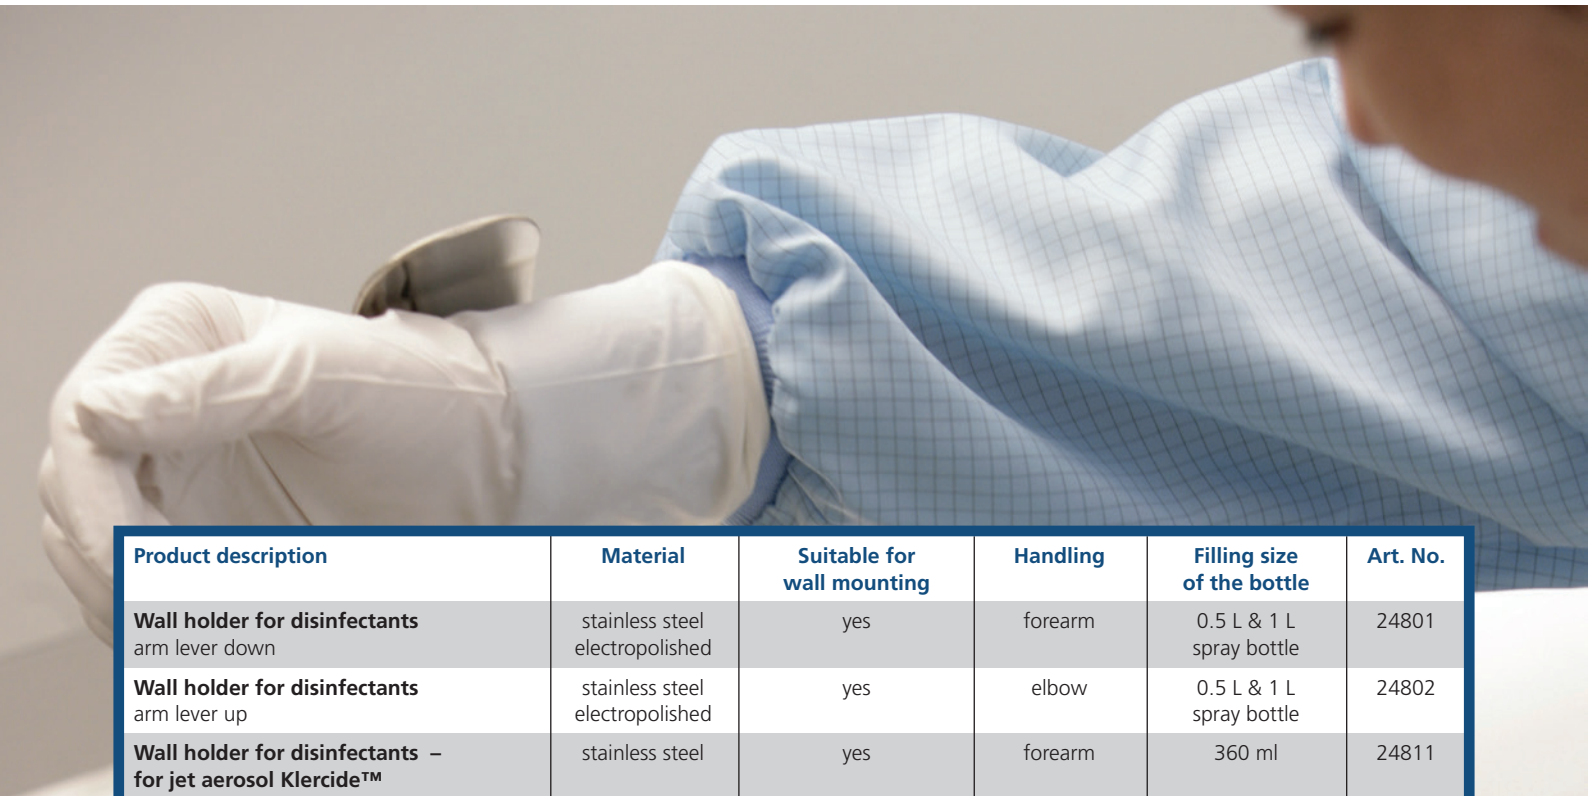 Product description Material Suitable for wall mounting Handling Filling size of the bottle Art. No.
Wall holder for disinfectants stainless steel yes forearm 0.5 L & 1 L 24801
arm lever down electropolished spray bottle
Wall holder for disinfectants stainless steel yes elbow 0.5 L & 1 L 24802
arm lever up electropolished spray bottle
Wall holder for disinfectants – stainless steel yes forearm 360 ml 24811
for jet aerosol Klercide™